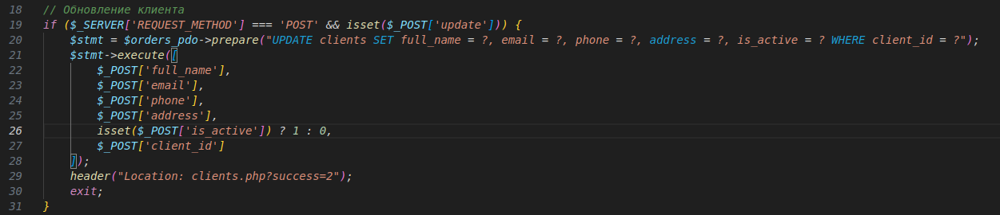 18 // Обновление клиента
19 if ($_SERVER['REQUEST_METHOD'] === 'POST' && isset($_POST['update'])) {
20     $stmt = $orders_pdo->prepare("UPDATE clients SET full_name = ?, email = ?, phone = ?, address = ?, is_active = ? WHERE client_id = ?");
21     $stmt->execute([
22         $_POST['full_name'],
23         $_POST['email'],
24         $_POST['phone'],
25         $_POST['address'],
26         isset($_POST['is_active']) ? 1 : 0,
27         $_POST['client_id']
28     ]);
29     header("Location: clients.php?success=2");
30     exit;
31 }